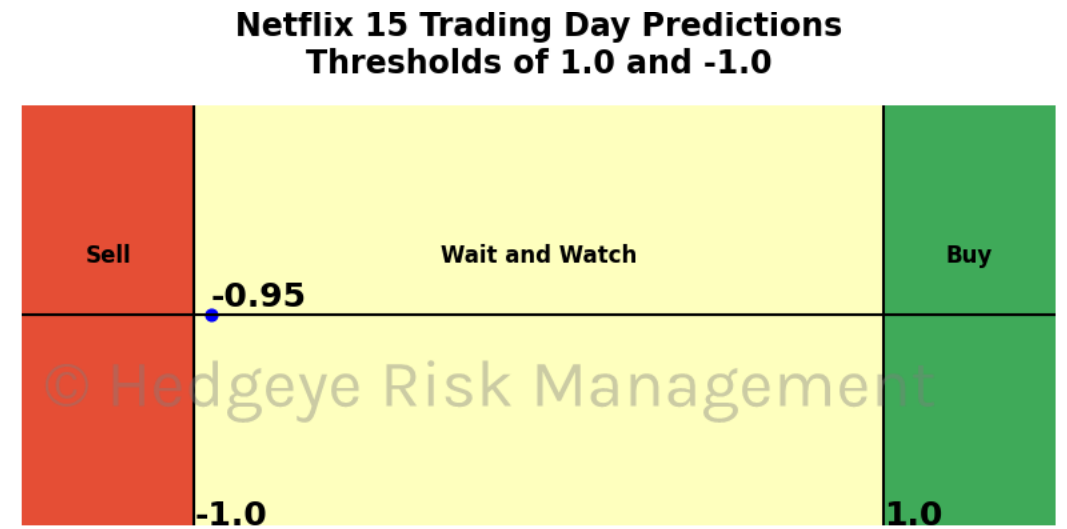 Netflix 15 Trading Day Predictions
Thresholds of 1.0 and -1.0
Sell
Wait and Watch
Buy
-0.95
© Hedgeye Risk Management
-1.0
1.0